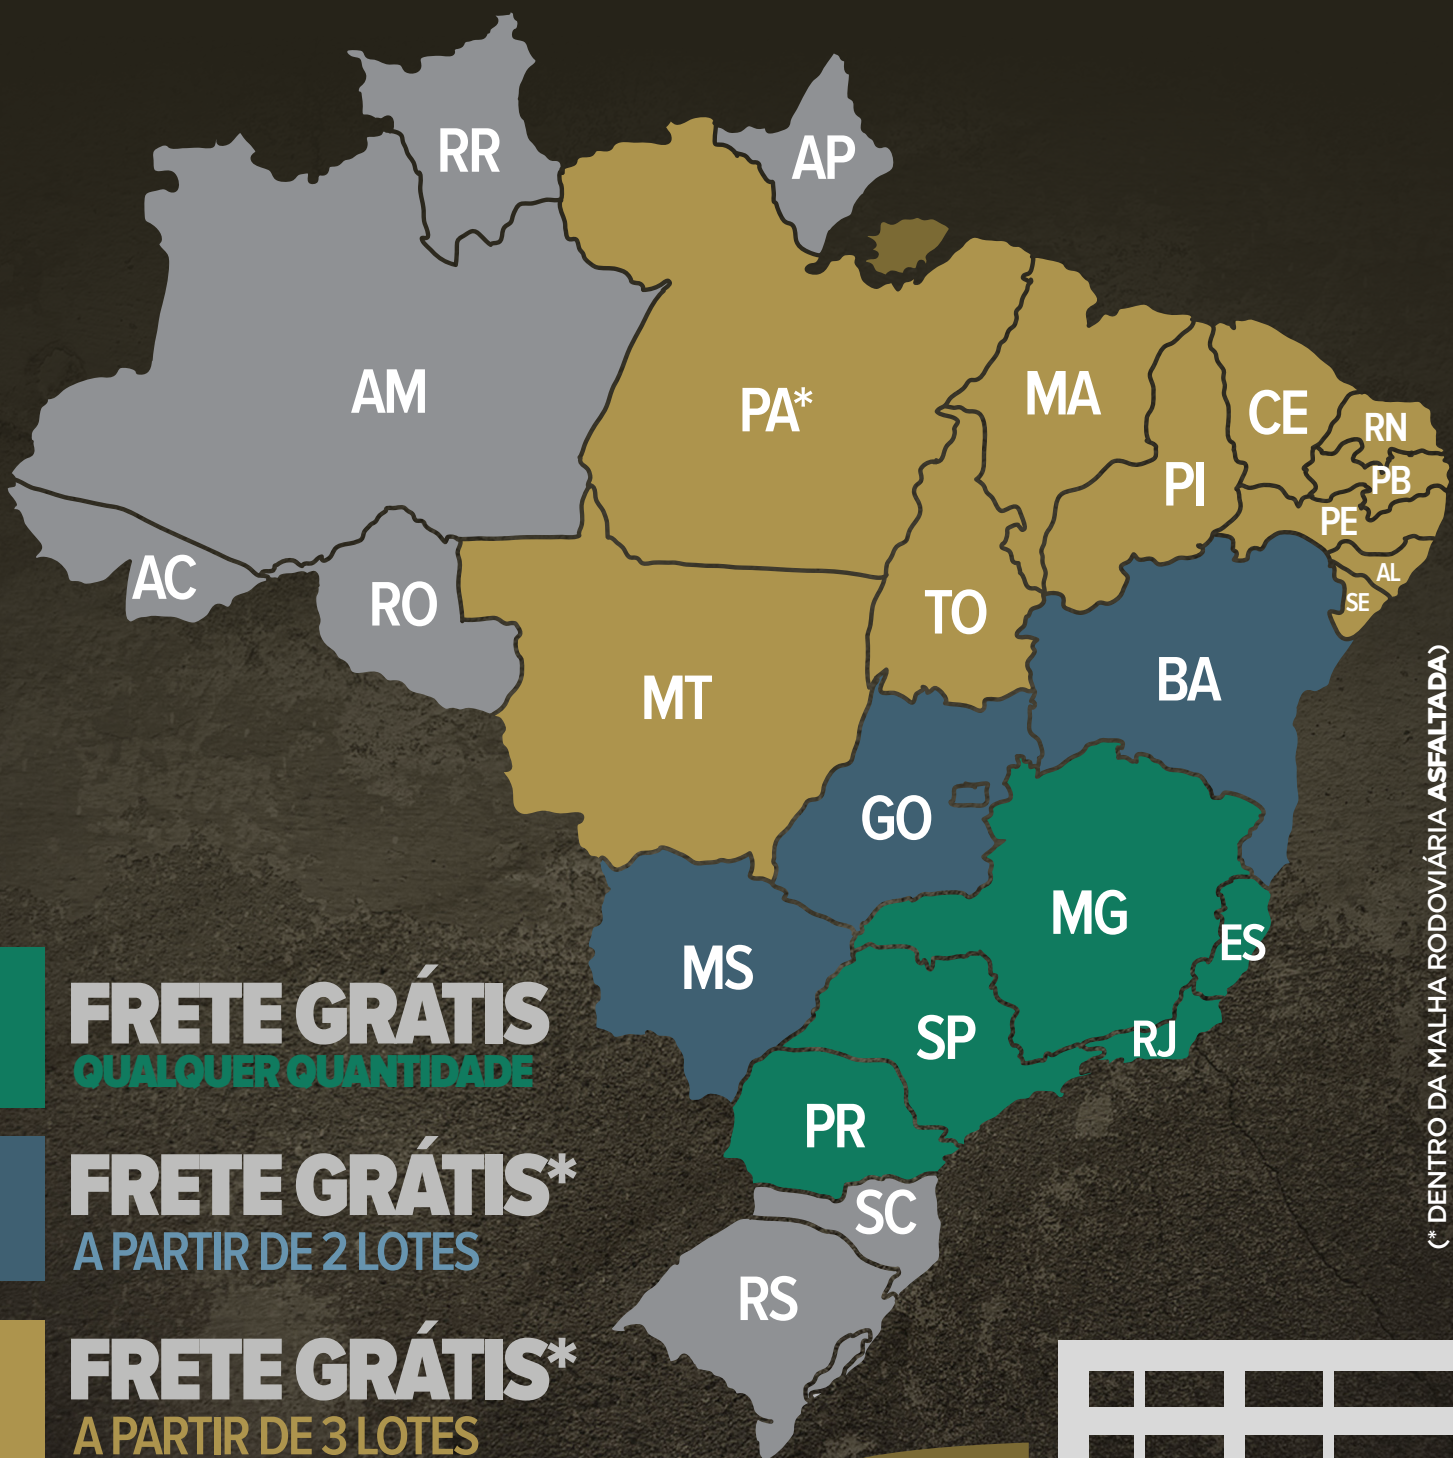 RR
AP
AM
PA*
MA
CE
RN
PI
PB
PE
AC
RO
TO
AL
SE
MT
BA
GO
MG
ES
MS
SP
RJ
PR
SC
RS
FRETE GRÁTIS
QUALQUER QUANTIDADE
FRETE GRÁTIS*
A PARTIR DE 2 LOTES
FRETE GRÁTIS*
A PARTIR DE 3 LOTES
(* DENTRO DA MALHA RODOVIÁRIA ASFALTADA)